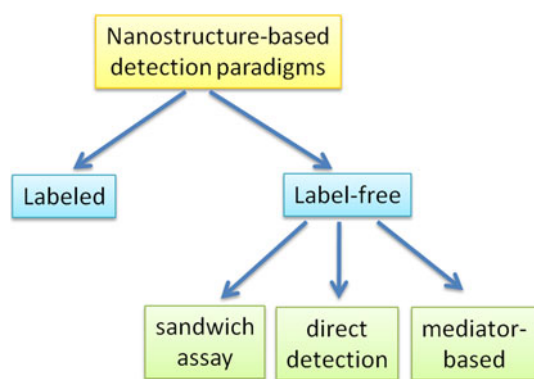 Nanostructure-based
detection paradigms
Labeled
Label-free
sandwich
assay
direct
detection
mediator-
based